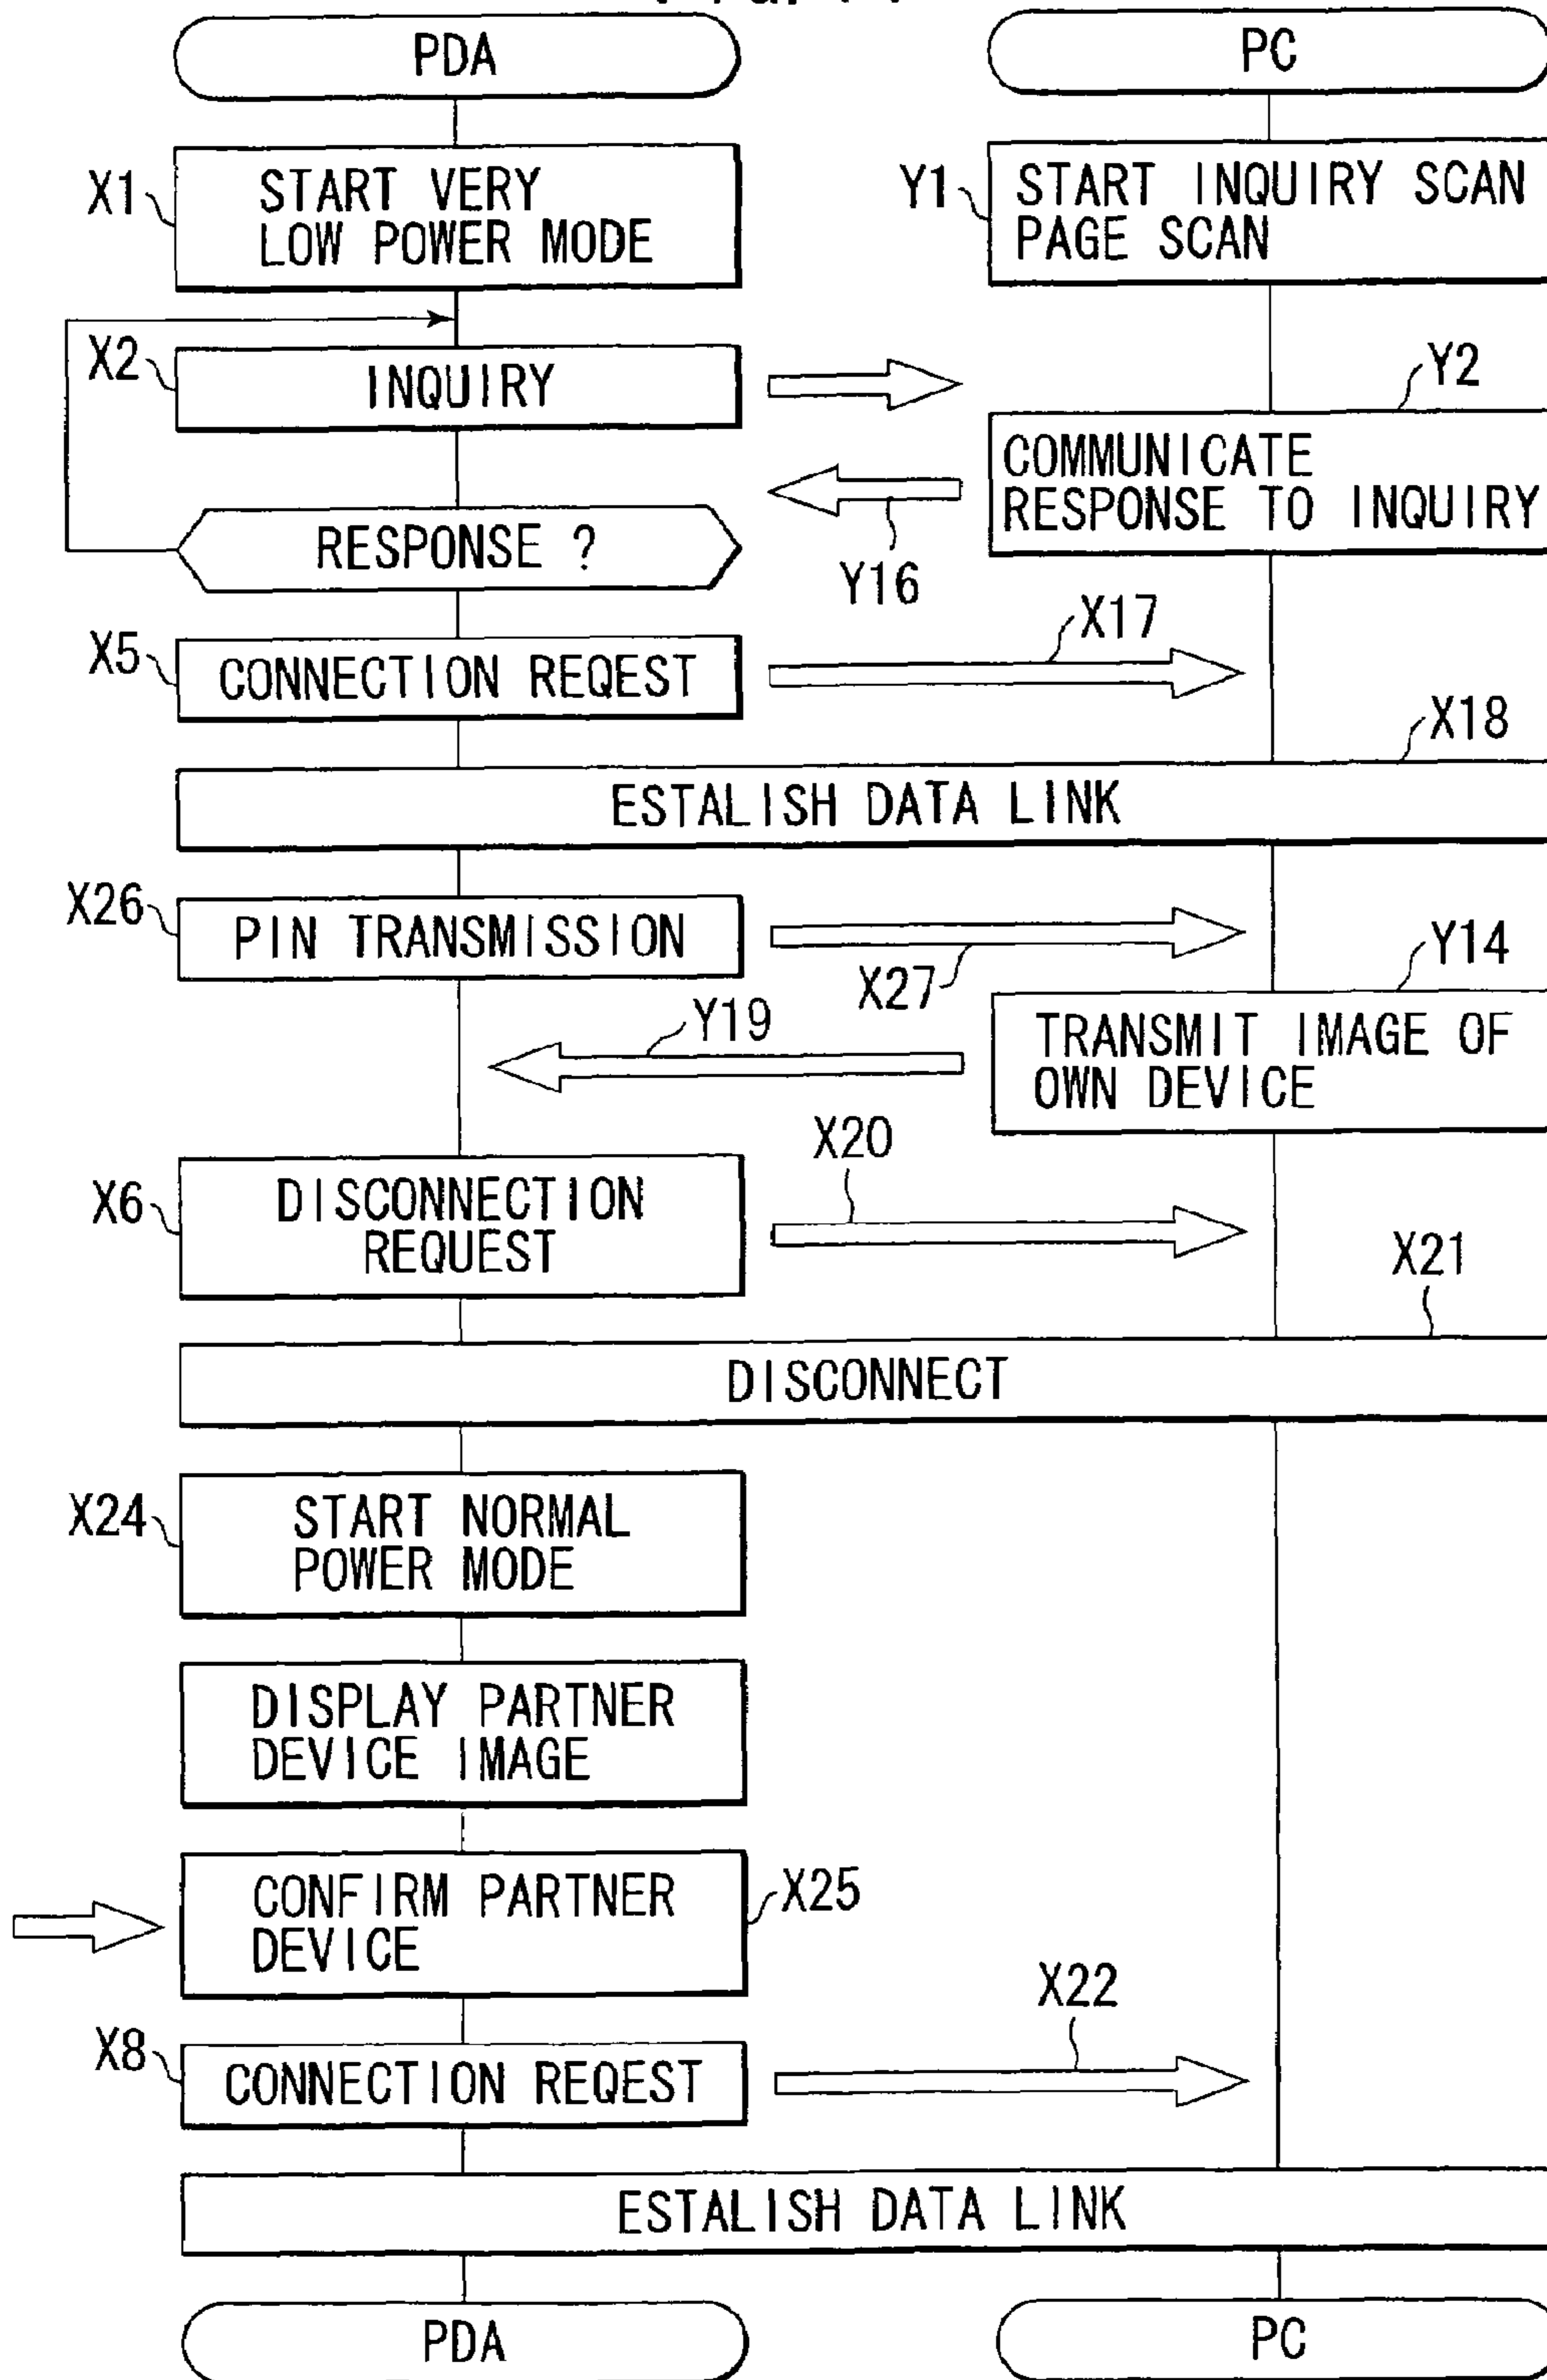 PDA
PC
X1
START VERY
LOW POWER MODE
Y1
START INQUIRY SCAN
PAGE SCAN
X2
INQUIRY
Y2
COMMUNICATE
RESPONSE TO INQUIRY
Y16
RESPONSE ?
X17
X5
CONNECTION REQEST
X18
ESTALISH DATA LINK
X26
PIN TRANSMISSION
X27
Y14
Y19
TRANSMIT IMAGE OF
OWN DEVICE
X20
X6
DISCONNECTION
REQUEST
X21
DISCONNECT
X24
START NORMAL
POWER MODE
DISPLAY PARTNER
DEVICE IMAGE
CONFIRM PARTNER
DEVICE
X25
X22
X8
CONNECTION REQEST
ESTALISH DATA LINK
PDA
PC